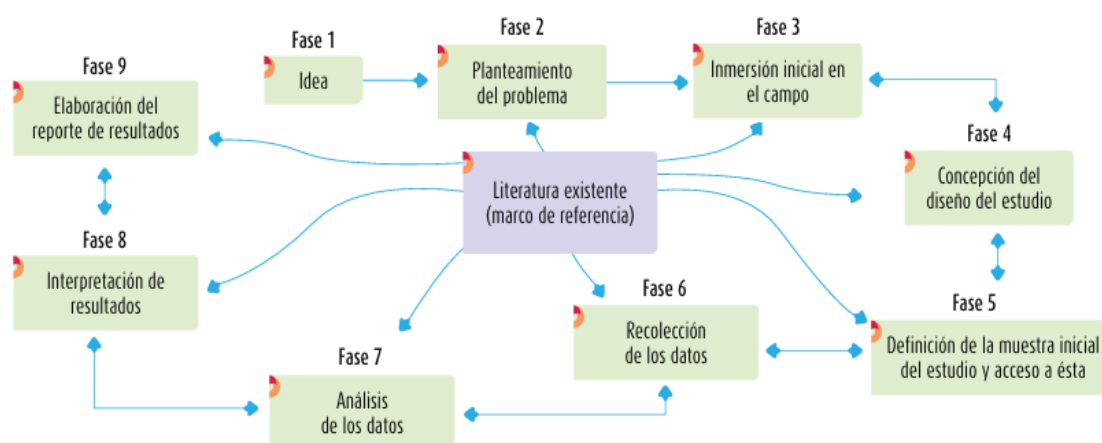 Fase 1
Idea
Fase 2
Planteamiento
del problema
Fase 3
Inmersión inicial en
el campo
Fase 4
Concepción del
diseño del estudio
Fase 5
Definición de la muestra inicial
del estudio y acceso a ésta
Fase 6
Recolección
de los datos
Fase 7
Análisis
de los datos
Fase 8
Interpretación de
resultados
Fase 9
Elaboración del
reporte de resultados
Literatura existente
(marco de referencia)